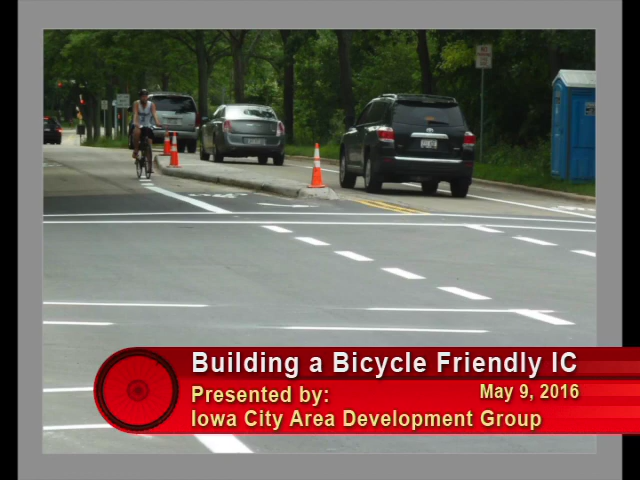 Building a Bicycle Friendly IC
Presented by:
May 9, 2016
Iowa City Area Development Group